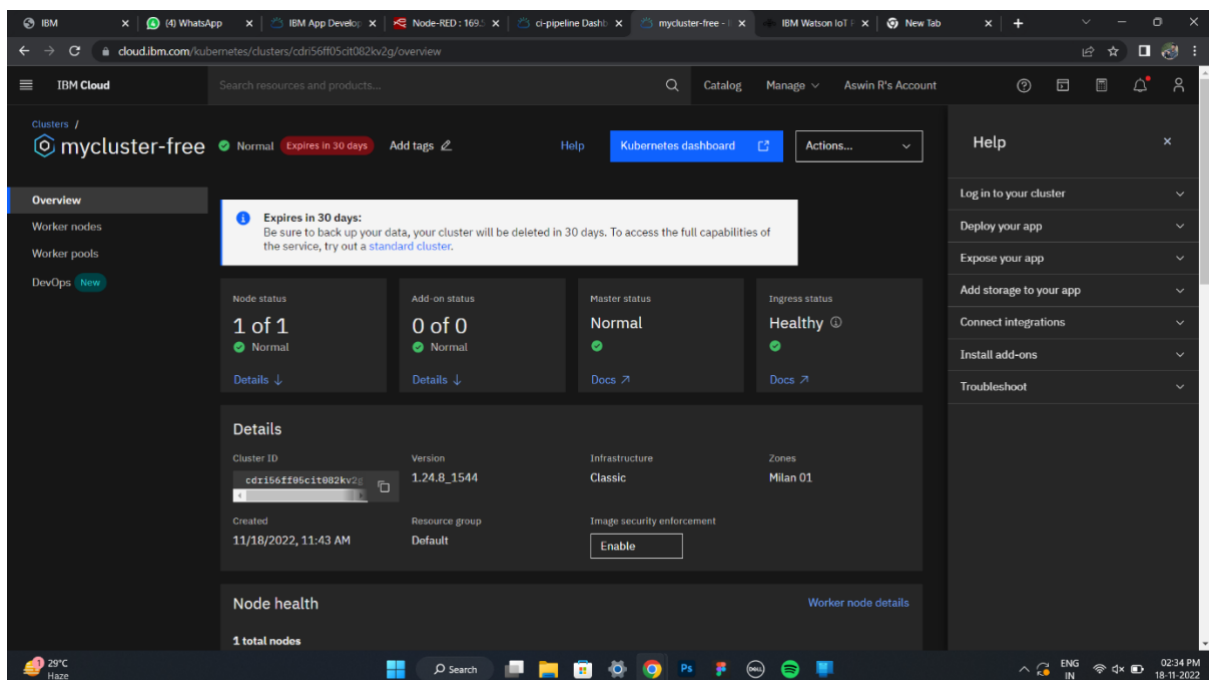 IBM
(4) WhatsApp
IBM App Develop
Node-RED : 169.5
ci-pipeline Dashb
mycluster-free - I
IBM Watson IoT P
New Tab
cloud.ibm.com/kubernetes/clusters/cdri56ff05cit082kv2g/overview
IBM Cloud
Search resources and products...
Catalog
Manage
Aswin R's Account
Clusters /
mycluster-free
Normal
Expires in 30 days
Add tags
Help
Kubernetes dashboard
Actions...
Overview
Worker nodes
Worker pools
DevOps New
Expires in 30 days:
Be sure to back up your data, your cluster will be deleted in 30 days. To access the full capabilities of
the service, try out a standard cluster.
Node status
1 of 1
Normal
Details ↓
Add-on status
0 of 0
Normal
Details ↓
Master status
Normal
Docs ↗
Ingress status
Healthy
Docs ↗
Details
Cluster ID
cdri56ff05cit082kv2g
Version
1.24.8_1544
Infrastructure
Classic
Zones
Milan 01
Created
11/18/2022, 11:43 AM
Resource group
Default
Image security enforcement
Enable
Node health
Worker node details
1 total nodes
Help
Log in to your cluster
Deploy your app
Expose your app
Add storage to your app
Connect integrations
Install add-ons
Troubleshoot
1
29°C
Haze
Search
Ps
DELL
ENG
IN
02:34 PM
18-11-2022